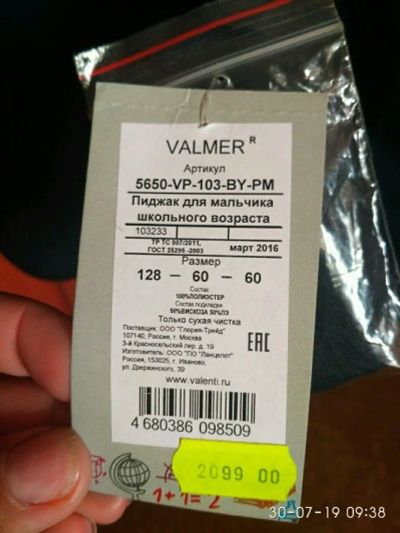 VALMER R
Артикул
5650-VP-103-BY-PM
Пиджак для мальчика
школьного возраста
103233
ТР ТС 007/2011,
ГОСТ 25295 -2003
март 2016
Размер
128 — 60 — 60
Состав:
100%ПОЛИЭСТЕР
Состав подкладки
50%ВИСКОЗА 50%ПЭ
Только сухая чистка
Поставщик: ООО "Глория-Трейд"
107140, Россия, г. Москва
3-й Красносельский пер. д. 19
Изготовитель: ООО "ПО "Ланцелот"
Россия, 153025, г. Иваново,
ул. Дзержинского, 39
EAC
www.valenti.ru
4 680386 098509
2099 00
1+1=2
30-07-19 09:38